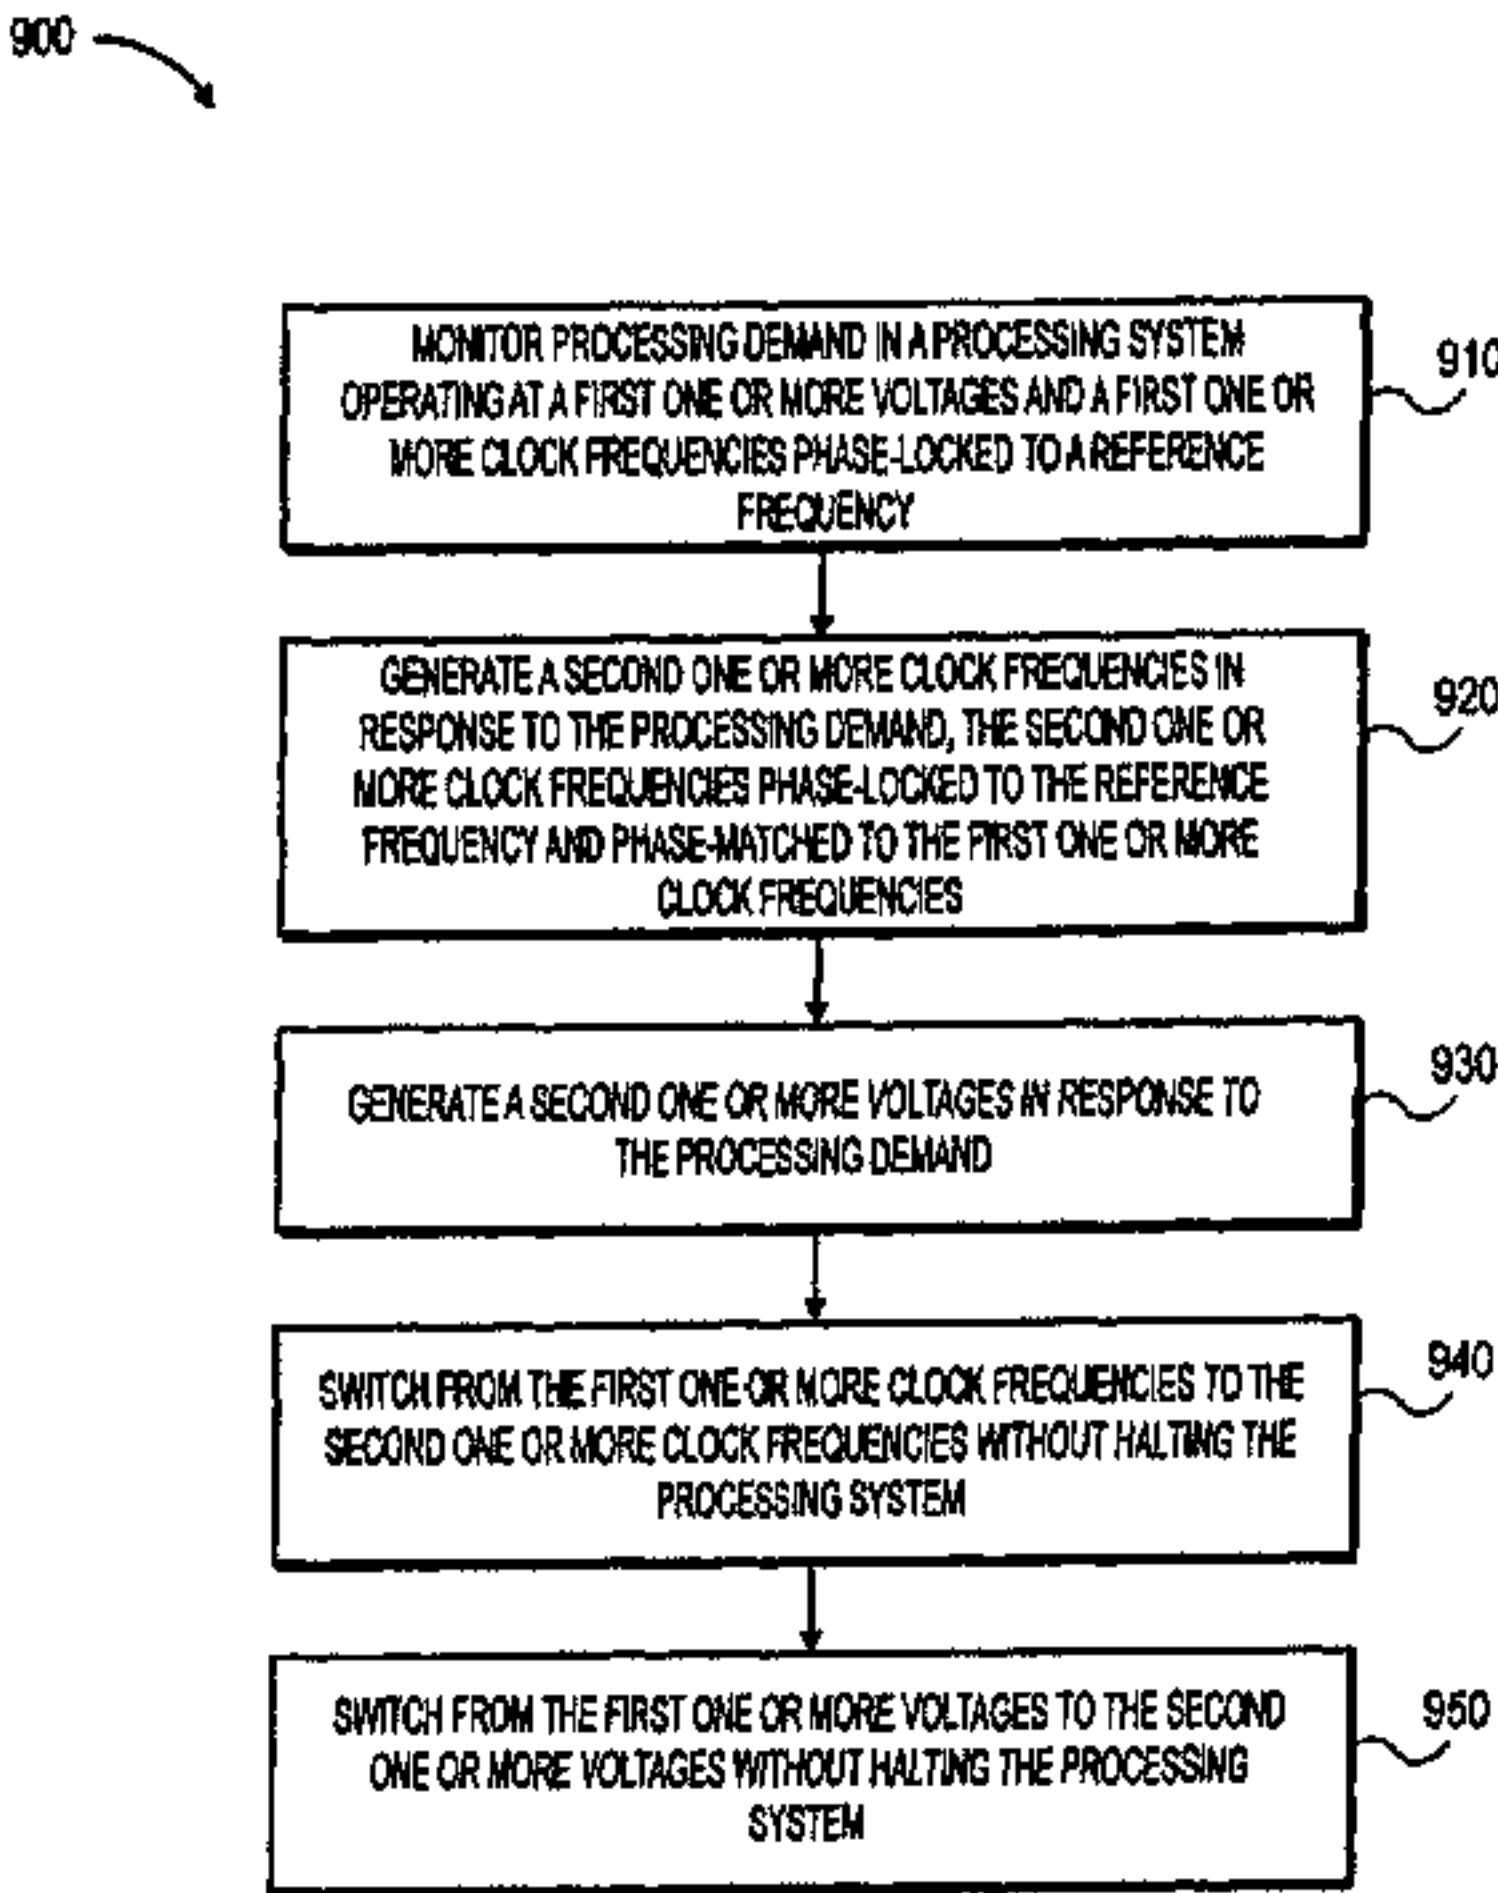 900
MONITOR PROCESSING DEMAND IN A PROCESSING SYSTEM
OPERATING AT A FIRST ONE OR MORE VOLTAGES AND A FIRST ONE OR
MORE CLOCK FREQUENCIES PHASE-LOCKED TO A REFERENCE
FREQUENCY
910
GENERATE A SECOND ONE OR MORE CLOCK FREQUENCIES IN
RESPONSE TO THE PROCESSING DEMAND, THE SECOND ONE OR
MORE CLOCK FREQUENCIES PHASE-LOCKED TO THE REFERENCE
FREQUENCY AND PHASE-MATCHED TO THE FIRST ONE OR MORE
CLOCK FREQUENCIES
920
GENERATE A SECOND ONE OR MORE VOLTAGES IN RESPONSE TO
THE PROCESSING DEMAND
930
SWITCH FROM THE FIRST ONE OR MORE CLOCK FREQUENCIES TO THE
SECOND ONE OR MORE CLOCK FREQUENCIES WITHOUT HALTING THE
PROCESSING SYSTEM
940
SWITCH FROM THE FIRST ONE OR MORE VOLTAGES TO THE SECOND
ONE OR MORE VOLTAGES WITHOUT HALTING THE PROCESSING
SYSTEM
950